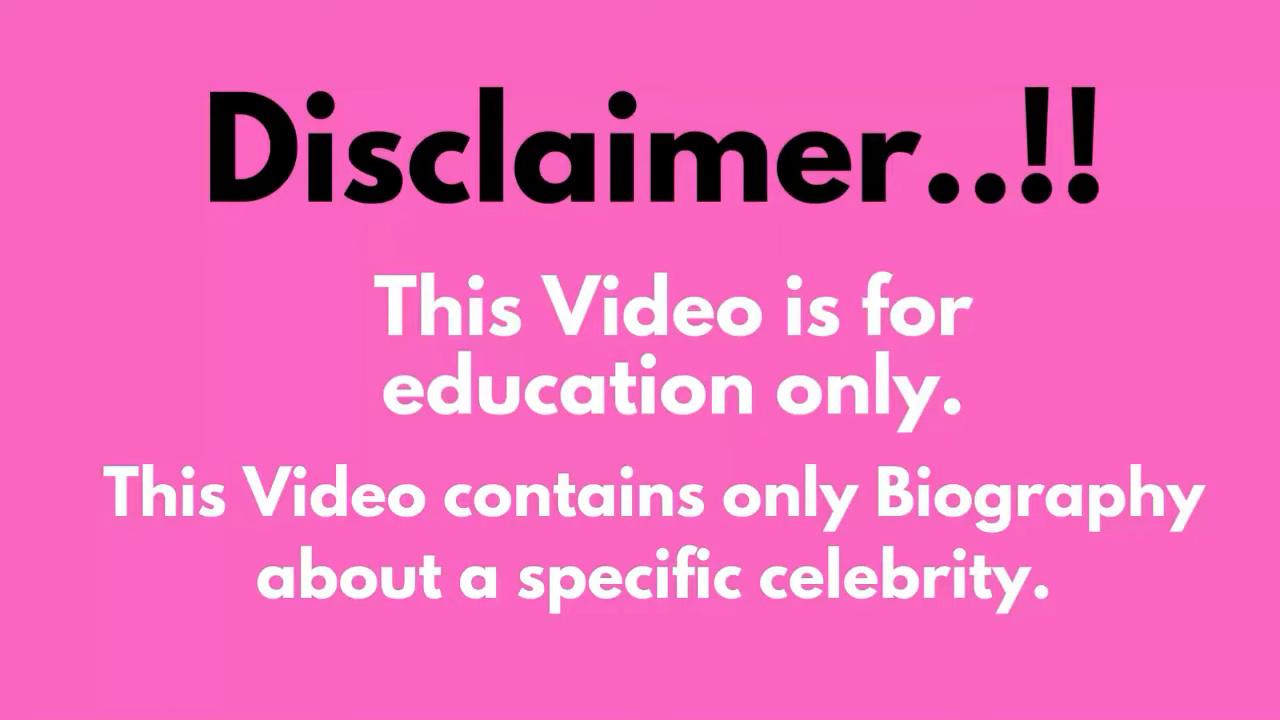 Disclaimer..!!
This Video is for
education only.
This Video contains only Biography
about a specific celebrity.